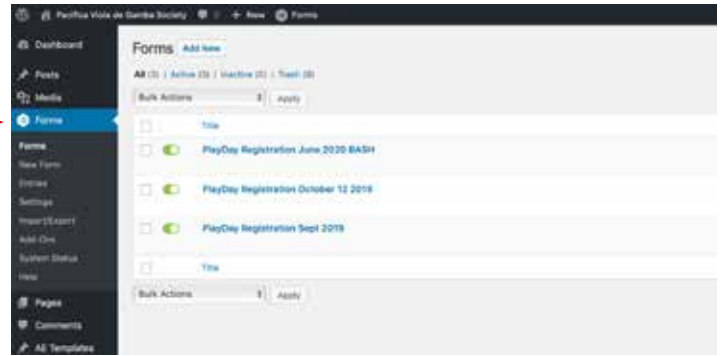 Pacifica Viola da Gamba Society + New Forms
Dashboard
Posts
Media
Forms
Forms
New Form
Entries
Settings
Import/Export
Add-Ons
System Status
Help
Pages
Comments
All Templates
Forms Add New
All (3) | Active (3) | Inactive (0) | Trash (0)
Bulk Actions Apply
Title
PlayDay Registration June 2020 BASH
PlayDay Registration October 12 2019
PlayDay Registration Sept 2019
Title
Bulk Actions Apply